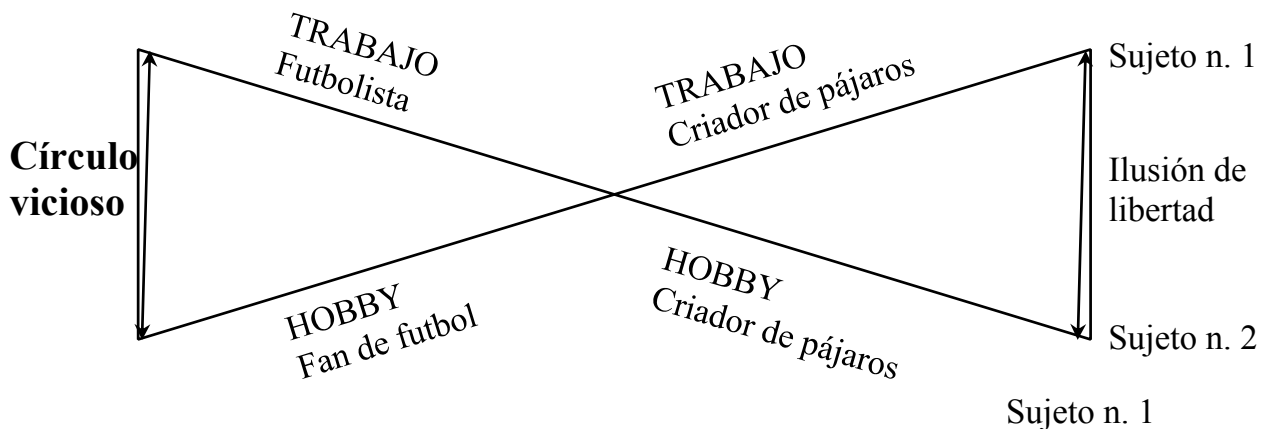 TRABAJO
Futbolista
TRABAJO
Criador de pájaros
Sujeto n. 1
Círculo
vicioso
Ilusión de
libertad
HOBBY
Fan de futbol
HOBBY
Criador de pájaros
Sujeto n. 2
Sujeto n. 1